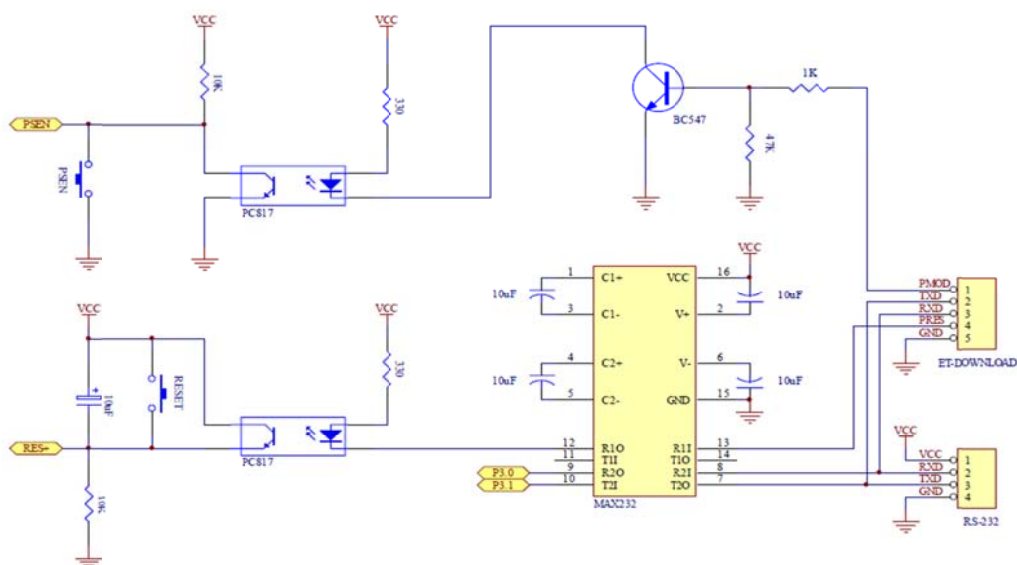 VCC
VCC
10K
330
1K
BC547
47K
PSEN
PSEN
PC817
VCC
1 C1+ VCC 16
10uF
3 C1- V+ 2
10uF
4 C2+ V- 6
10uF
5 C2- GND 15
10uF
12 R1O R1I 13
11 T1I T1O 14
9 R2O R2I 8
10 T2I T2O 7
MAX232
P3.0
P3.1
PMOD 1
TXD 2
RXD 3
PRES 4
GND 5
ET-DOWNLOAD
VCC
VCC
330
10uF
RESET
RES+
PC817
10K
VCC
VCC 1
RXD 2
TXD 3
GND 4
RS-232